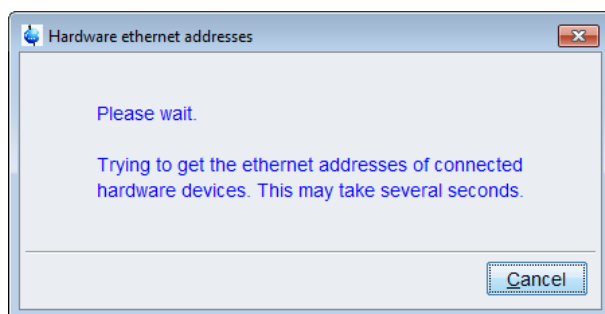 Hardware ethernet addresses
Please wait.
Trying to get the ethernet addresses of connected
hardware devices. This may take several seconds.
Cancel